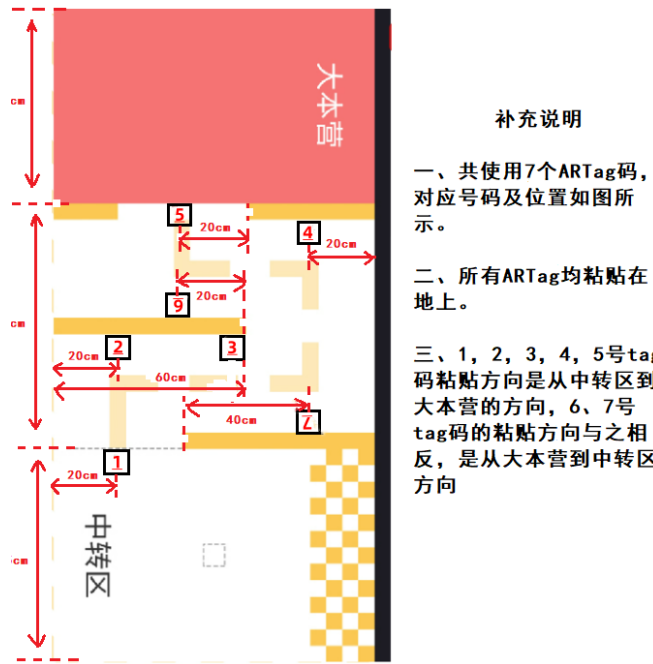 大本营
cm
补充说明
一、共使用7个ARTag码，
对应号码及位置如图所
示。
5
4
20cm
20cm
二、所有ARTag均粘贴在
地上。
6
20cm
cm
2
3
20cm
三、1，2，3，4，5号tag
码粘贴方向是从中转区到
大本营的方向，6、7号
tag码的粘贴方向与之相
反，是从大本营到中转区
方向
60cm
40cm
7
1
20cm
中转区
cm